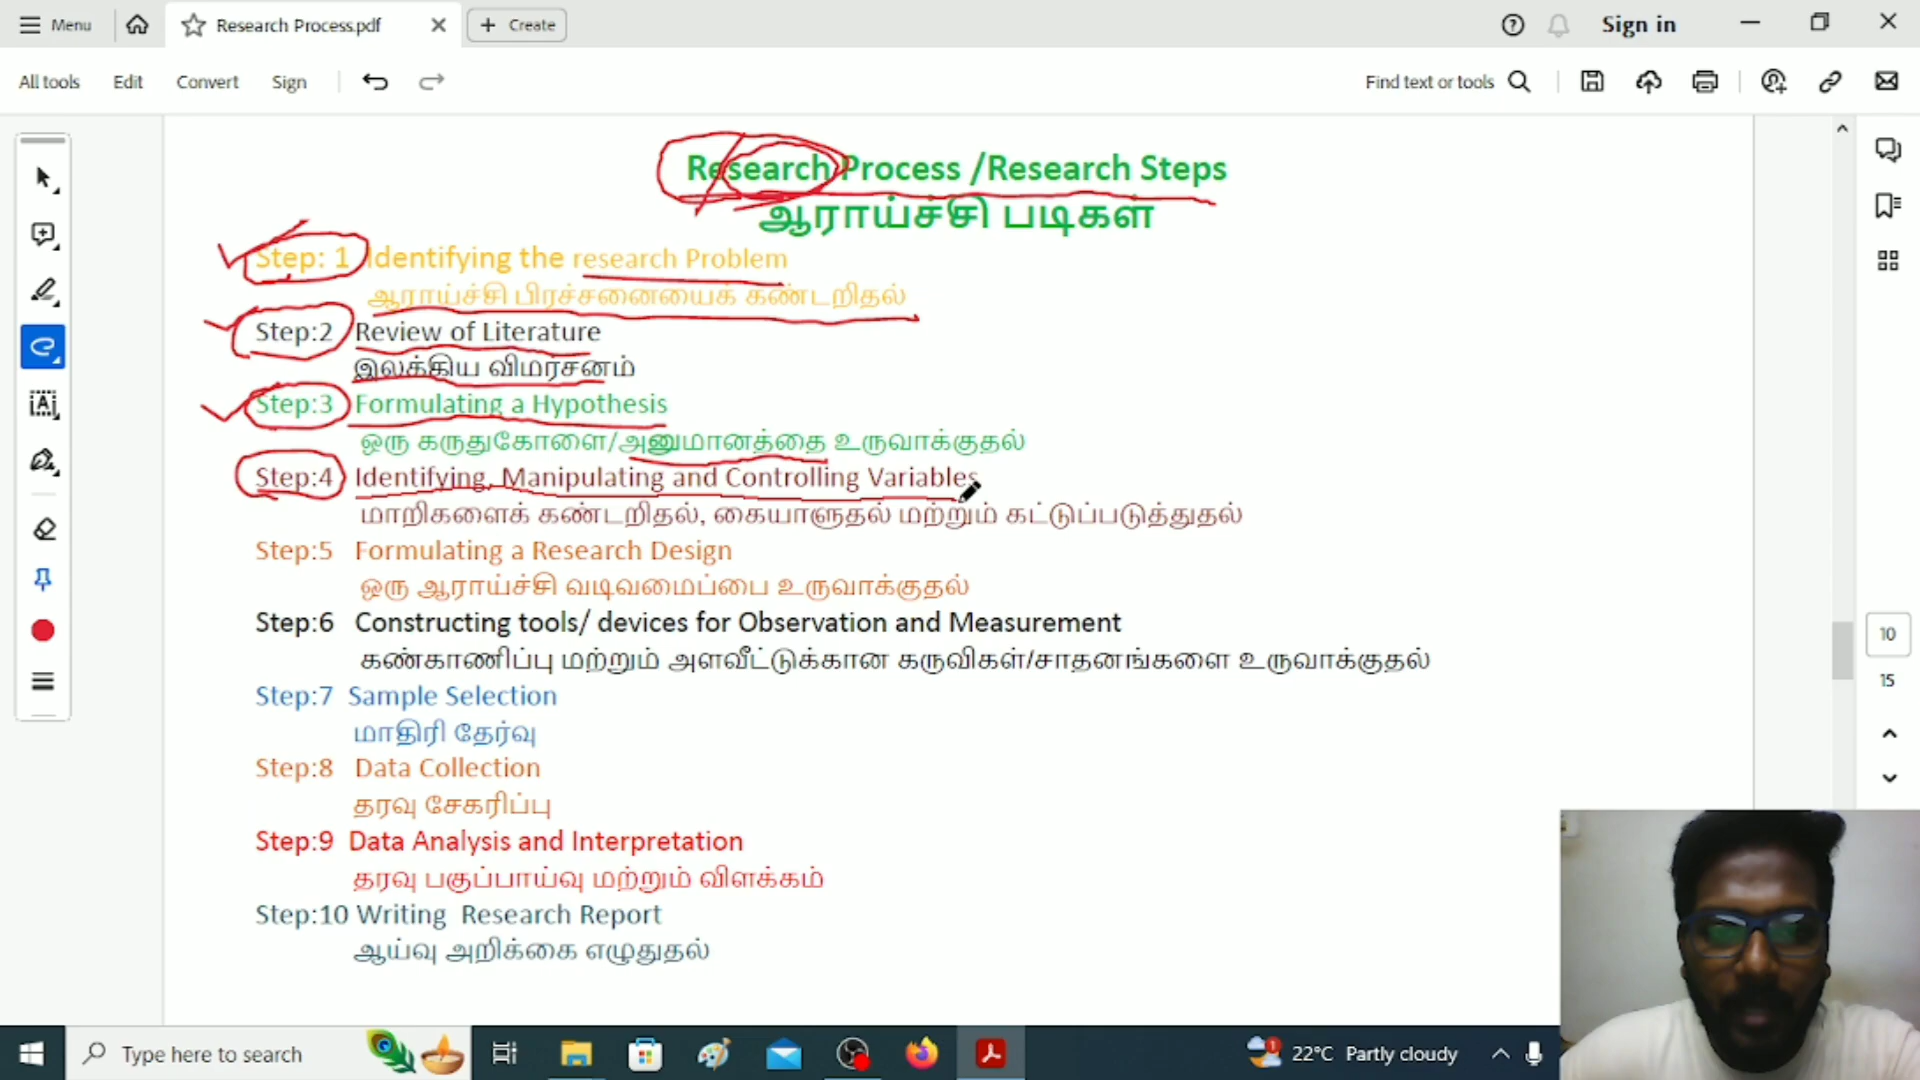 Menu Research Process.pdf Create Sign in
All tools Edit Convert Sign Find text or tools
Research Process /Research Steps
ஆராய்ச்சி படிகள
Step: 1 Identifying the research Problem
ஆராய்ச்சி பிரச்சனையைக் கண்டறிதல்
Step:2 Review of Literature
இலக்கிய விமர்சனம்
Step:3 Formulating a Hypothesis
ஒரு கருதுகோளை/அனுமானத்தை உருவாக்குதல்
Step:4 Identifying, Manipulating and Controlling Variables
மாறிகளைக் கண்டறிதல், கையாளுதல் மற்றும் கட்டுப்படுத்துதல்
Step:5 Formulating a Research Design
ஒரு ஆராய்ச்சி வடிவமைப்பை உருவாக்குதல்
Step:6 Constructing tools/ devices for Observation and Measurement
கண்காணிப்பு மற்றும் அளவீட்டுக்கான கருவிகள்/சாதனங்களை உருவாக்குதல்
Step:7 Sample Selection
மாதிரி தேர்வு
Step:8 Data Collection
தரவு சேகரிப்பு
Step:9 Data Analysis and Interpretation
தரவு பகுப்பாய்வு மற்றும் விளக்கம்
Step:10 Writing Research Report
ஆய்வு அறிக்கை எழுதுதல்
10
15
Type here to search 22°C Partly cloudy